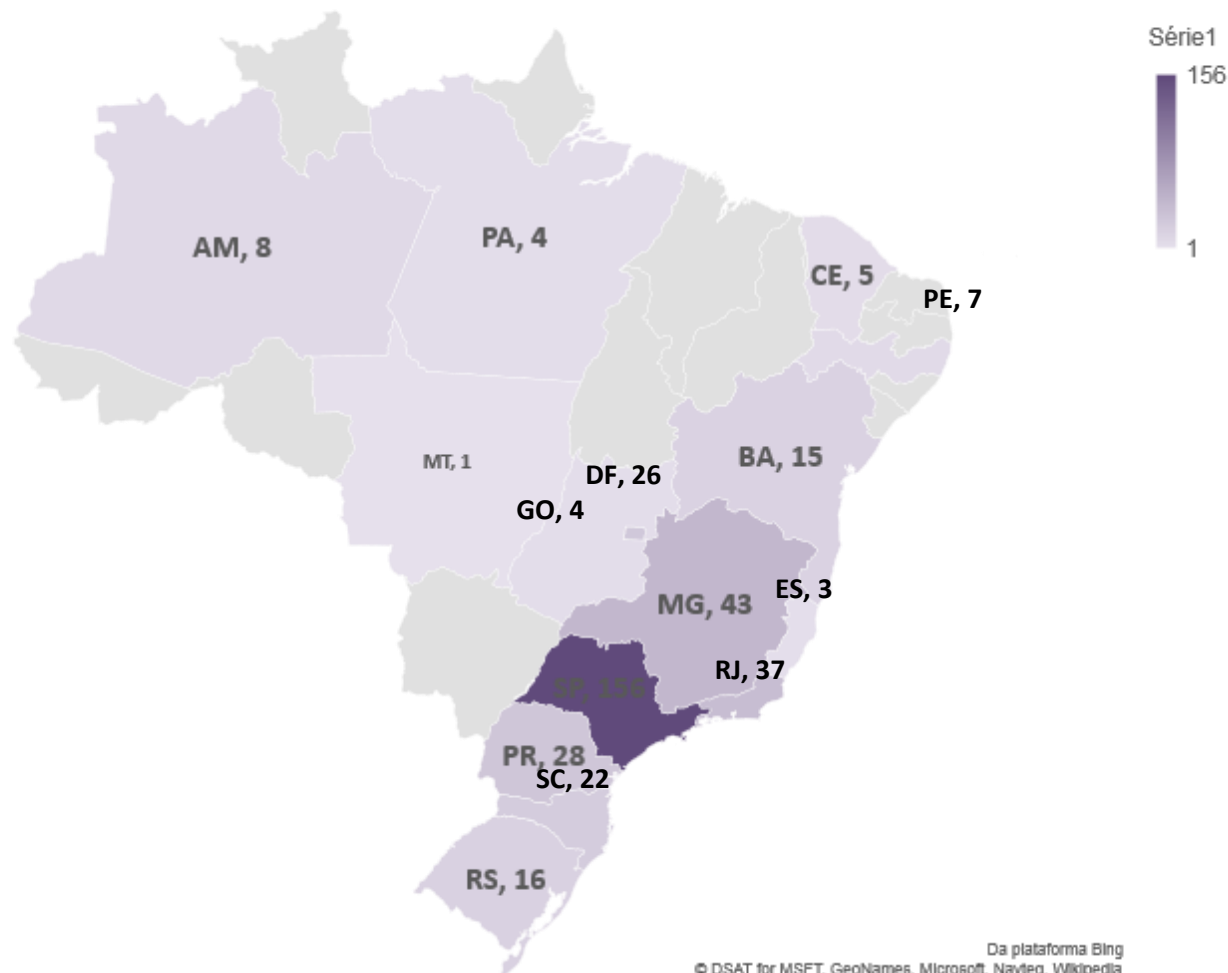 Série1
156
1
AM, 8
PA, 4
CE, 5
PE, 7
MT, 1
BA, 15
DF, 26
GO, 4
MG, 43
ES, 3
RJ, 37
SP, 156
PR, 28
SC, 22
RS, 16
Da plataforma Bing
© DSAT for MSFT, GeoNames, Microsoft, Navteq, Wikipedia